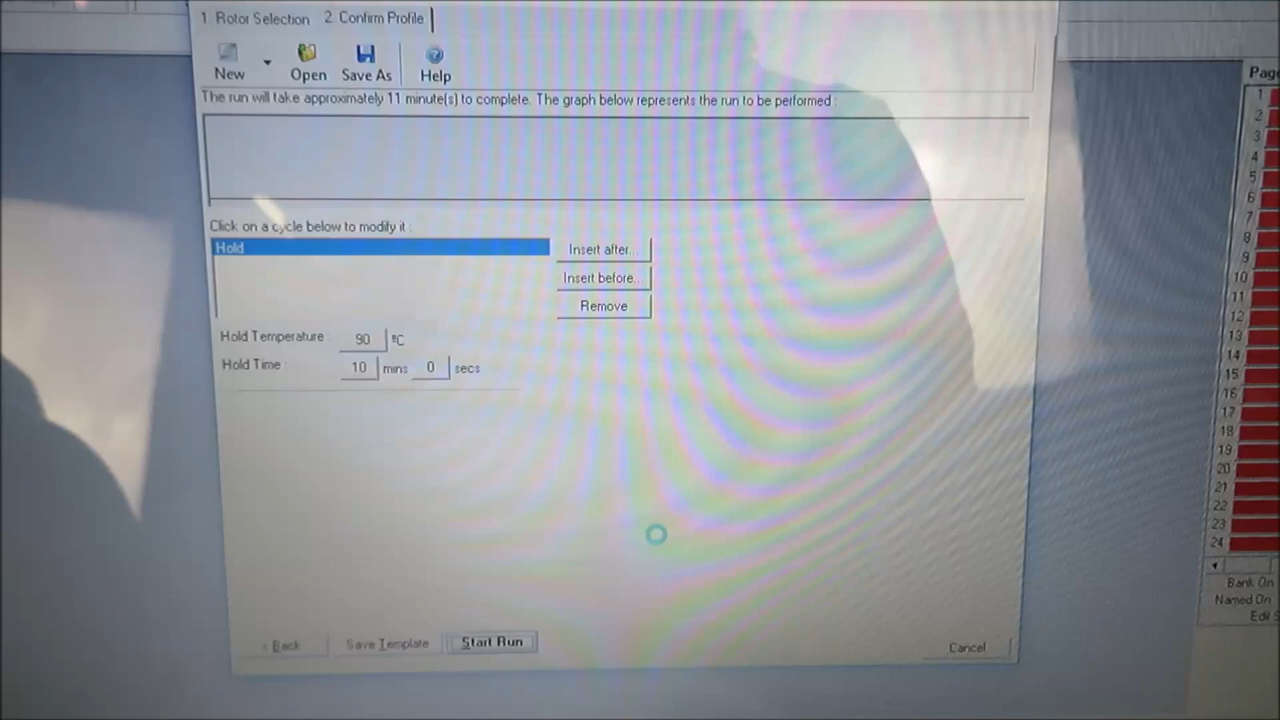 1 Rotor Selection 2. Confirm Profile
New Open Save As Help
The run will take approximately 11 minute(s) to complete. The graph below represents the run to be performed :
Click on a cycle below to modify it :
Hold
Insert after...
Insert before..
Remove
Hold Temperature : 90 ºC
Hold Time : 10 mins 0 secs
< Back Save Template Start Run Cancel
Page
1
2
3
4
5
6
7
8
9
10
11
12
13
14
15
16
17
18
19
20
21
22
23
24
Bank On
Named On
Edit S